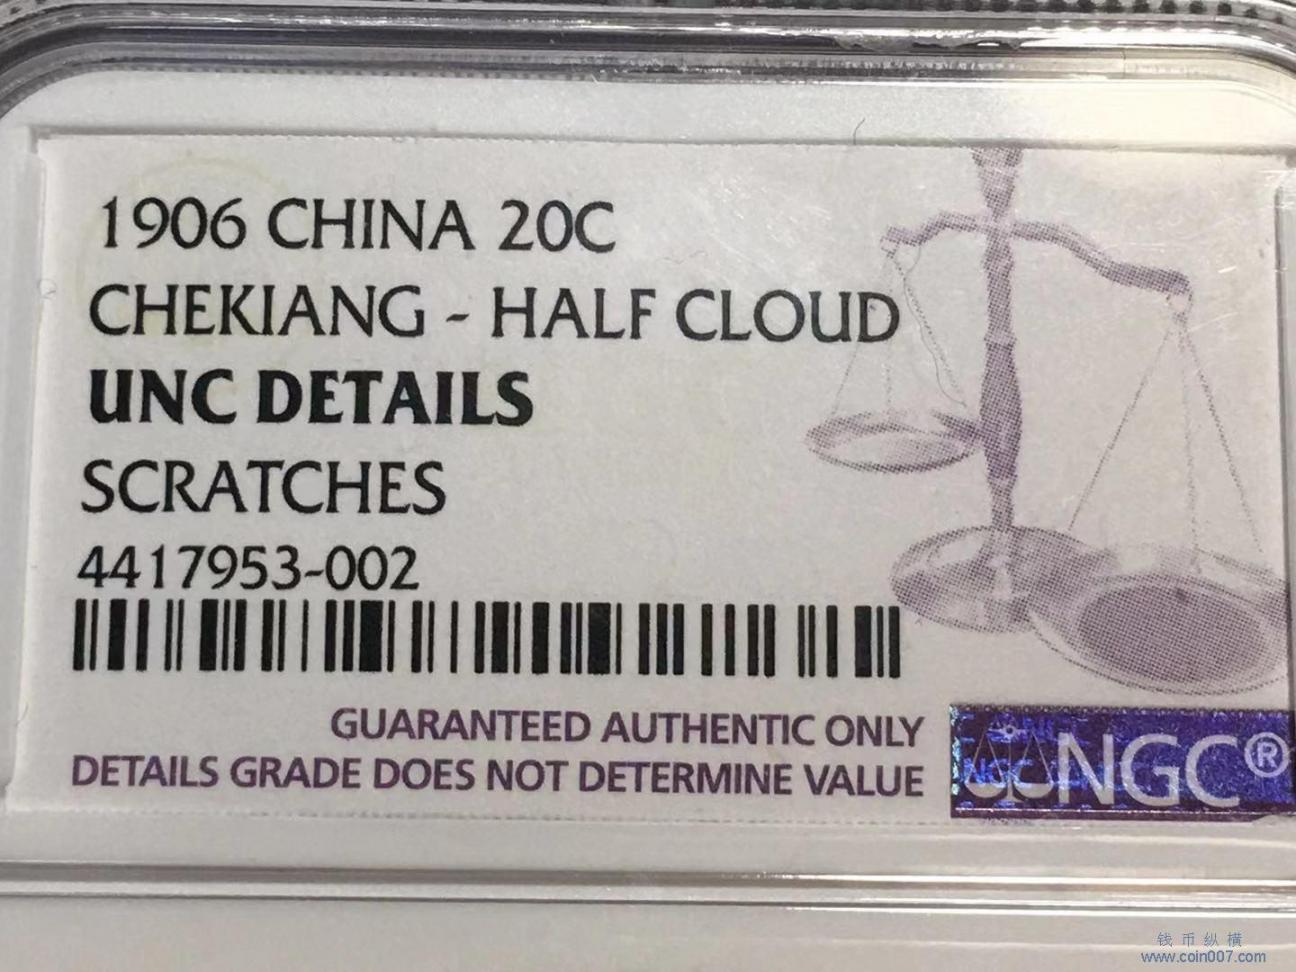 1906 CHINA 20C
CHEKIANG - HALF CLOUD
UNC DETAILS
SCRATCHES
4417953-002
GUARANTEED AUTHENTIC ONLY
DETAILS GRADE DOES NOT DETERMINE VALUE
NGC
NGC®
钱币纵横
www.coin007.com